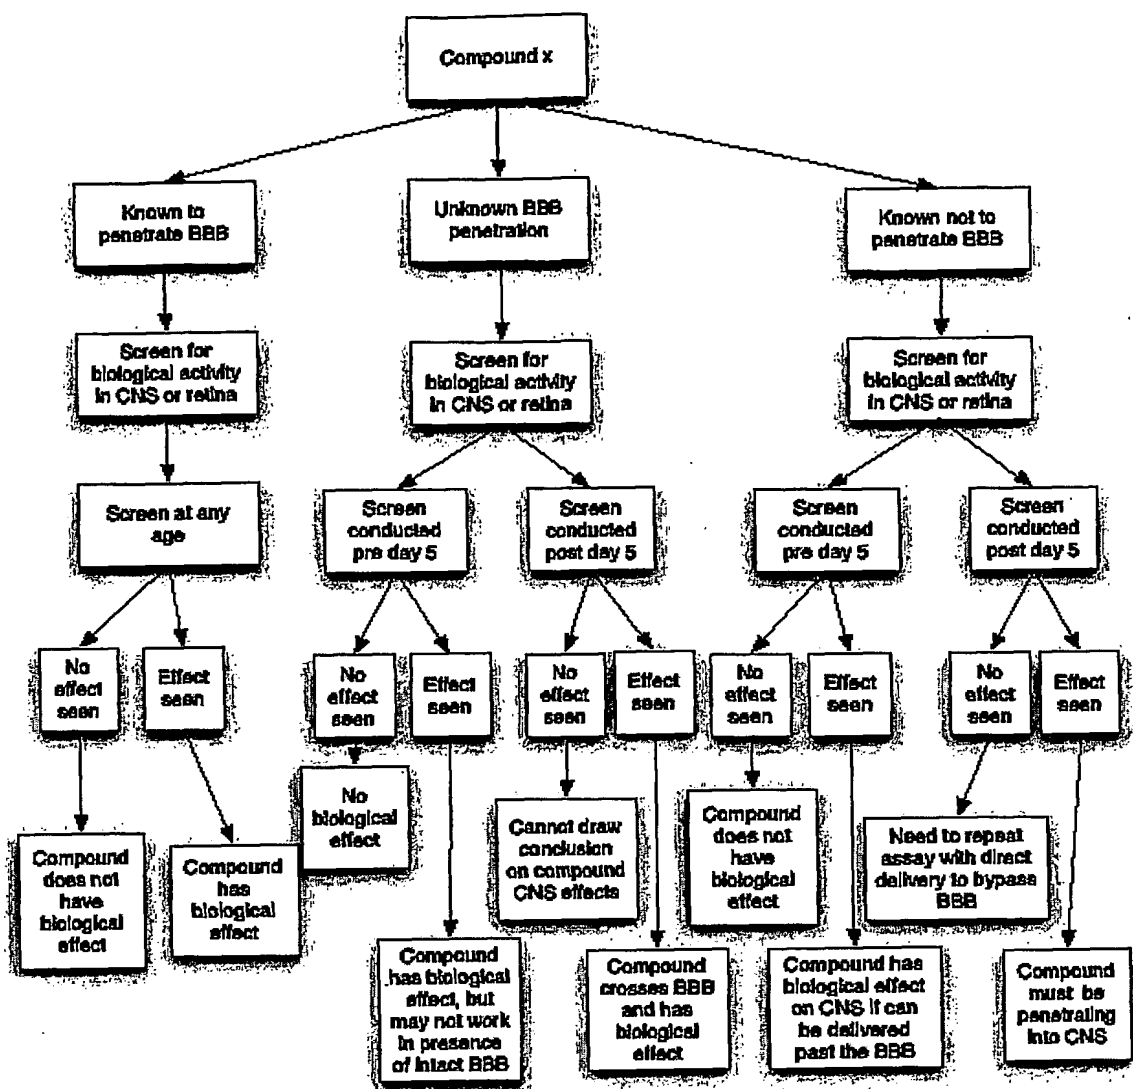 Compound x
Known to
penetrate BBB
Unknown BBB
penetration
Known not to
penetrate BBB
Screen for
biological activity
in CNS or retina
Screen for
biological activity
in CNS or retina
Screen for
biological activity
in CNS or retina
Screen at any
age
Screen
conducted
pre day 5
Screen
conducted
post day 5
Screen
conducted
pre day 5
Screen
conducted
post day 5
No
effect
seen
Effect
seen
No
effect
seen
Effect
seen
No
effect
seen
Effect
seen
No
effect
seen
Effect
seen
No
effect
seen
Effect
seen
Compound
does not
have
biological
effect
Compound
has
biological
effect
No
biological
effect
Compound
has biological
effect, but
may not work
in presence
of intact BBB
Cannot draw
conclusion
on compound
CNS effects
Compound
crosses BBB
and has
biological
effect
Compound
does not
have
biological
effect
Compound has
biological effect
on CNS if can
be delivered
past the BBB
Need to repeat
assay with direct
delivery to bypass
BBB
Compound
must be
penetrating
into CNS